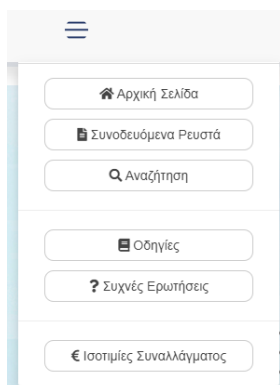 Αρχική Σελίδα
Συνοδευόμενα Ρευστά
Αναζήτηση
Οδηγίες
? Συχνές Ερωτήσεις
€ Ισοτιμίες Συναλλάγματος